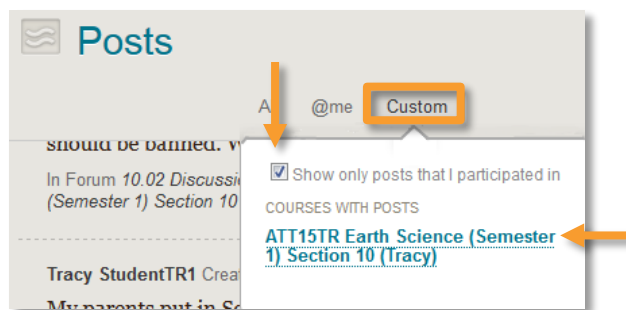 Posts
A @me Custom
should be banned. W
In Forum 10.02 Discussi
(Semester 1) Section 10
Show only posts that I participated in
COURSES WITH POSTS
ATT15TR Earth Science (Semester
1) Section 10 (Tracy)
Tracy StudentTR1 Crea
My parents put in Se